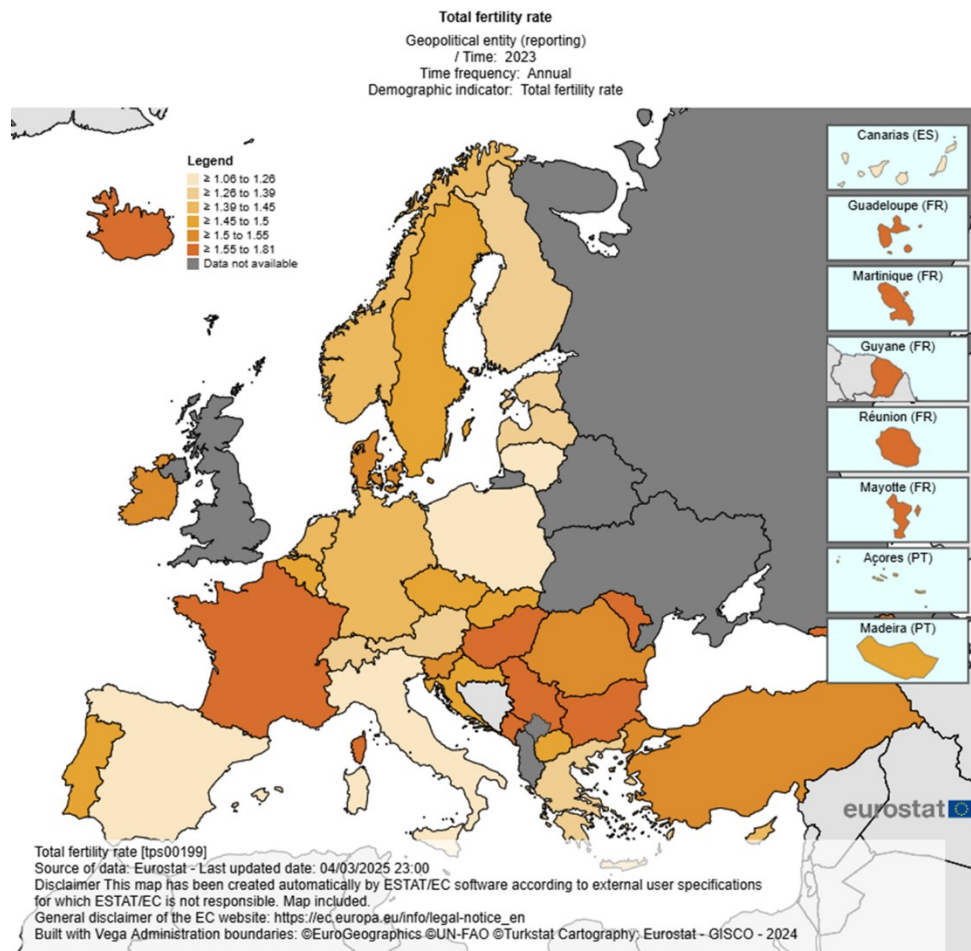 Total fertility rate
Geopolitical entity (reporting)
/ Time: 2023
Time frequency: Annual
Demographic indicator: Total fertility rate
Legend
≥ 1.06 to 1.26
≥ 1.26 to 1.39
≥ 1.39 to 1.45
≥ 1.45 to 1.5
≥ 1.5 to 1.55
≥ 1.55 to 1.81
Data not available
Canarias (ES)
Guadeloupe (FR)
Martinique (FR)
Guyane (FR)
Réunion (FR)
Mayotte (FR)
Açores (PT)
Madeira (PT)
eurostat
Total fertility rate [tps00199]
Source of data: Eurostat - Last updated date: 04/03/2025 23:00
Disclaimer This map has been created automatically by ESTAT/EC software according to external user specifications
for which ESTAT/EC is not responsible. Map included.
General disclaimer of the EC website: https://ec.europa.eu/info/legal-notice_en
Built with Vega Administration boundaries: ©EuroGeographics ©UN-FAO ©Turkstat Cartography: Eurostat - GISCO - 2024